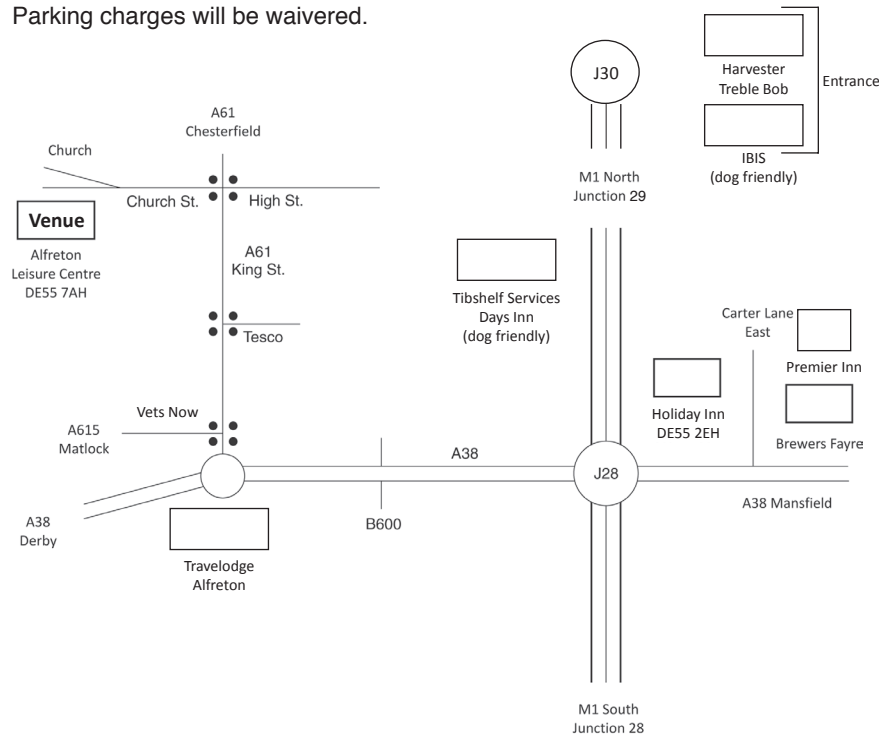 Parking charges will be waivered.
J30
Harvester
Treble Bob
Entrance
IBIS
(dog friendly)
A61
Chesterfield
Church
Church St.
High St.
M1 North
Junction 29
Venue
Alfreton
Leisure Centre
DE55 7AH
A61
King St.
Tibshelf Services
Days Inn
(dog friendly)
Tesco
Carter Lane
East
Premier Inn
Holiday Inn
DE55 2EH
Brewers Fayre
Vets Now
A615
Matlock
A38
J28
A38 Mansfield
A38
Derby
B600
Travelodge
Alfreton
M1 South
Junction 28